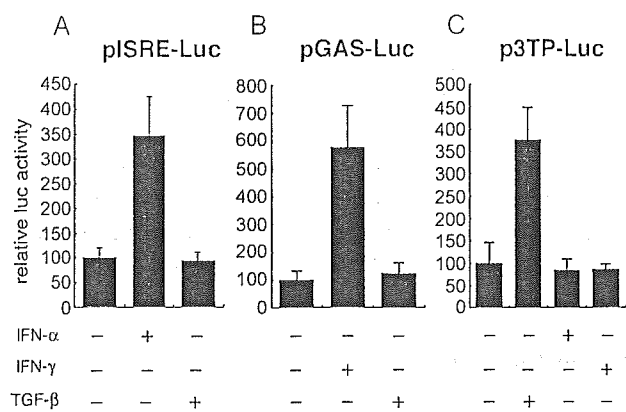 A B C
pISRE-Luc pGAS-Luc p3TP-Luc
relative luc activity
450 400 350 300 250 200 150 100 50 0
800 700 600 500 400 300 200 100 0
500 450 400 350 300 250 200 150 100 50 0
IFN-α − + − − − − − − + −
IFN-γ − − − − + − − − − +
TGF-β − − + − − + − + − −